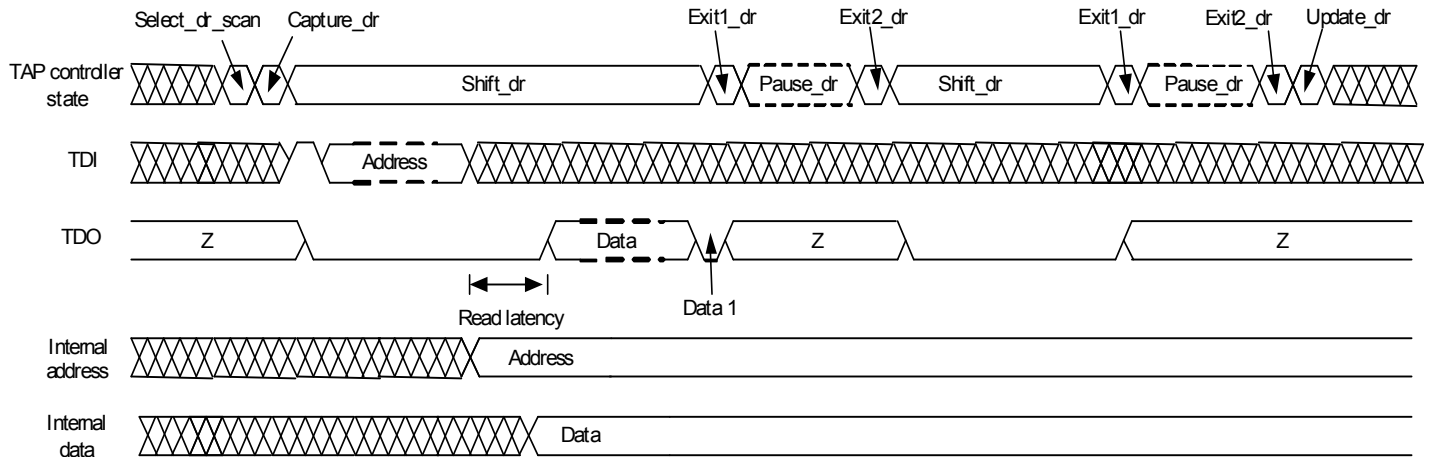 Select_dr_scan Capture_dr Exit1_dr Exit2_dr Exit1_dr Exit2_dr Update_dr
TAP controller
state
Shift_dr Pause_dr Shift_dr Pause_dr
TDI
Address
TDO
Z Data Z Z
Read latency
Data 1
Internal
address
Address
Internal
data
Data